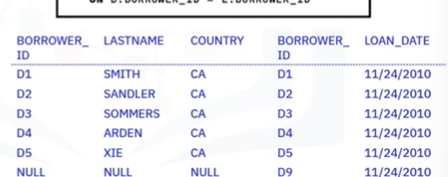 ON B.BORROWER_ID = L.BORROWER_ID
BORROWER_ LASTNAME COUNTRY BORROWER_ LOAN_DATE
ID ID
D1 SMITH CA D1 11/24/2010
D2 SANDLER CA D2 11/24/2010
D3 SOMMERS CA D3 11/24/2010
D4 ARDEN CA D4 11/24/2010
D5 XIE CA D5 11/24/2010
NULL NULL NULL D9 11/24/2010